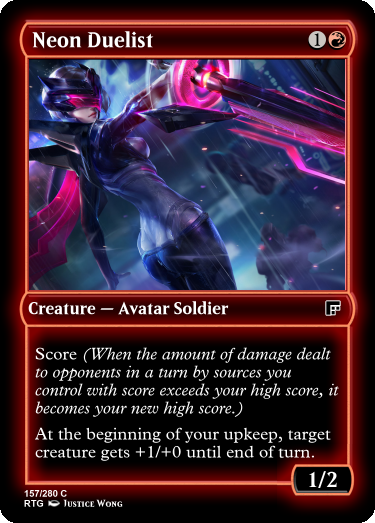 Neon Duelist 1
Creature — Avatar Soldier
Score (When the amount of damage dealt
to opponents in a turn by sources you
control with score exceeds your high score, it
becomes your new high score.)
At the beginning of your upkeep, target
creature gets +1/+0 until end of turn.
1/2
157/280 C
RTG Justice Wong